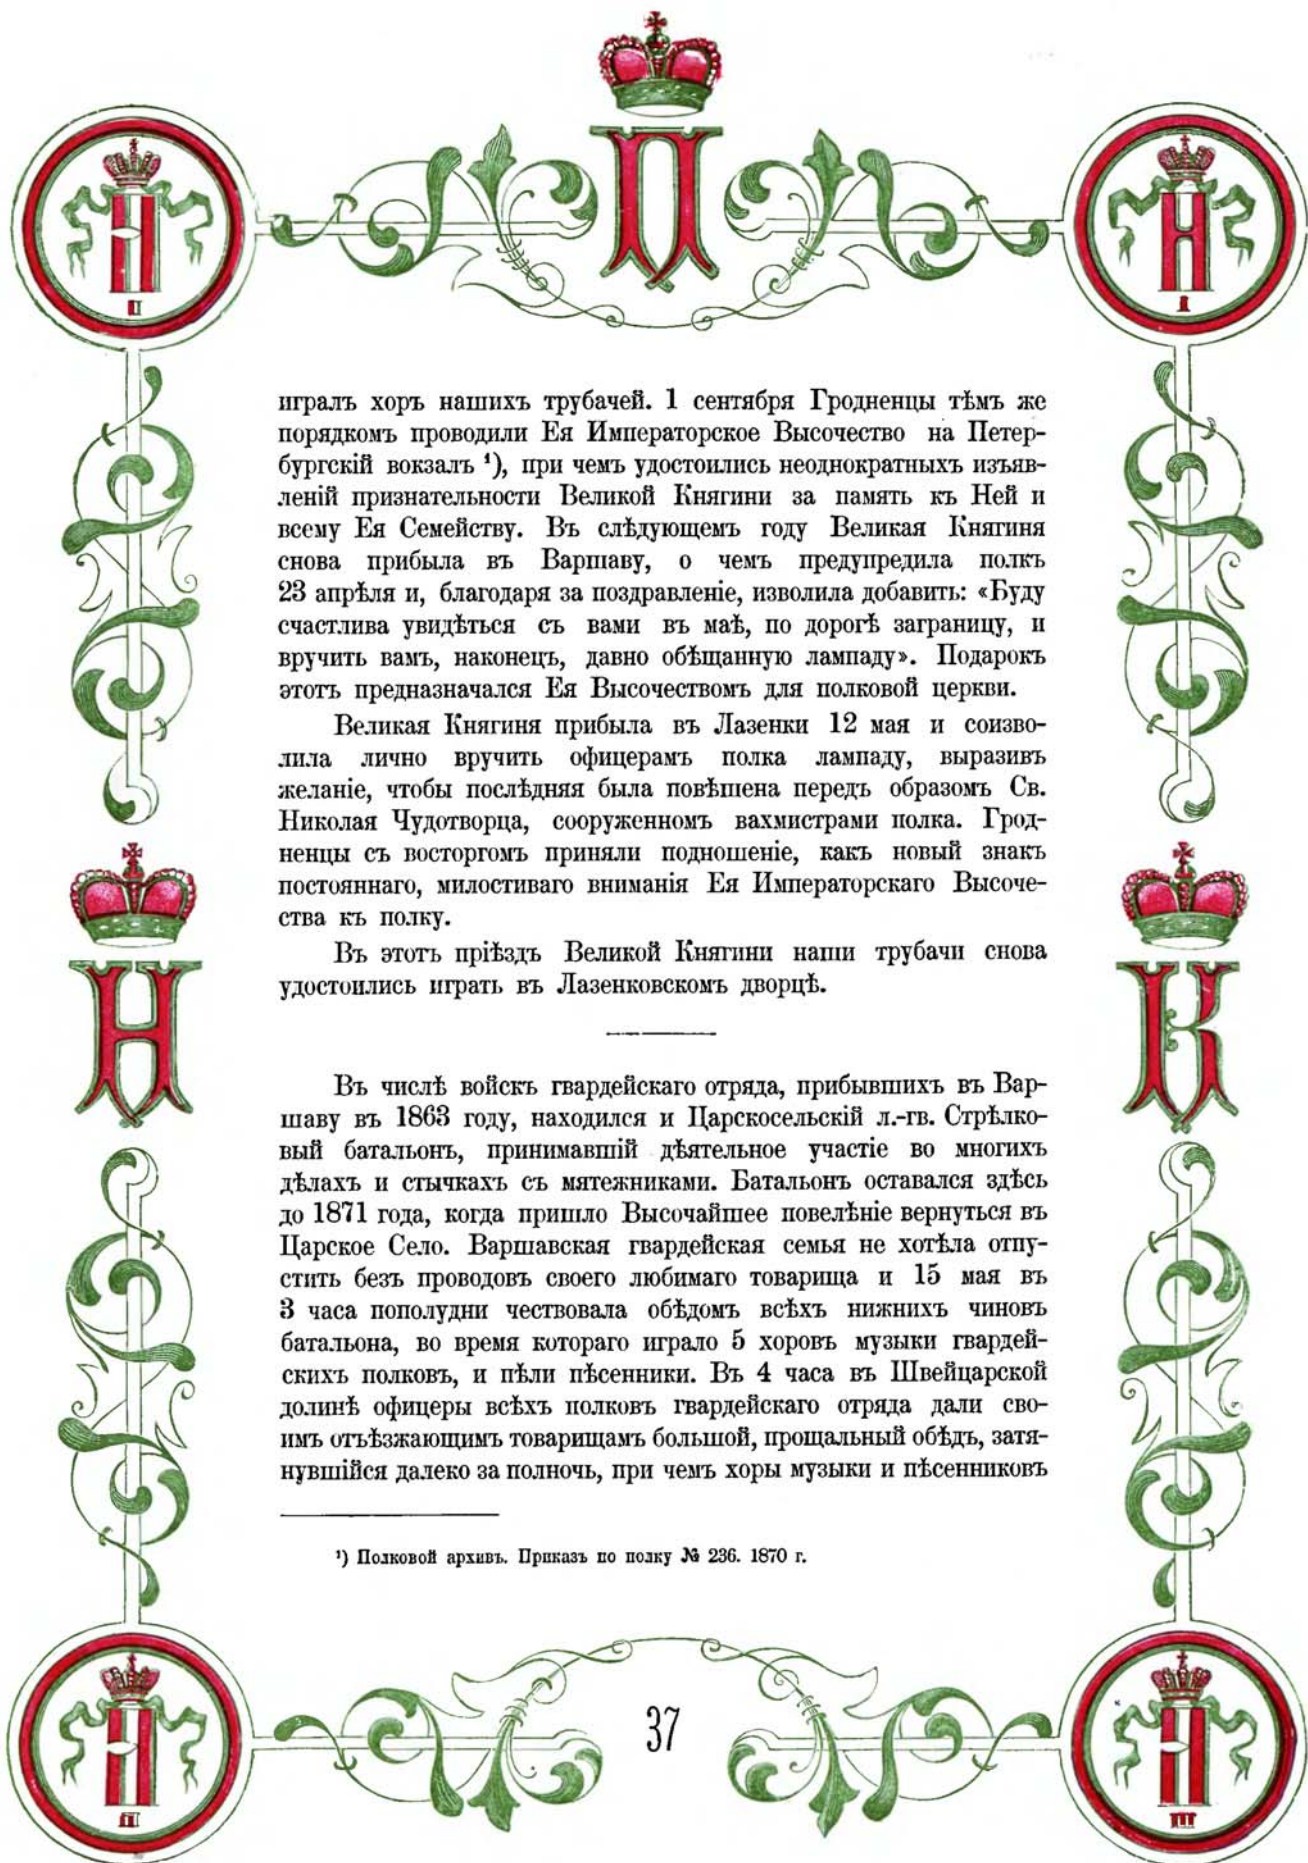 П
игралъ хоръ нашихъ трубачей. 1 сентября Гродненцы тѣмъ же
порядкомъ проводили Ея Императорское Высочество на Петер-
бургскій вокзалъ ¹), при чемъ удостоились неоднократныхъ изъяв-
леній признательности Великой Княгини за память къ Ней и
всему Ея Семейству. Въ слѣдующемъ году Великая Княгиня
снова прибыла въ Варшаву, о чемъ предупредила полкъ
23 апрѣля и, благодаря за поздравленіе, изволила добавить: «Буду
счастлива увидѣться съ вами въ маѣ, по дорогѣ заграницу, и
вручить вамъ, наконецъ, давно обѣщанную лампаду». Подарокъ
этотъ предназначался Ея Высочествомъ для полковой церкви.
Великая Княгиня прибыла въ Лазенки 12 мая и соизво-
лила лично вручить офицерамъ полка лампаду, выразивъ
желаніе, чтобы послѣдняя была повѣшена передъ образомъ Св.
Николая Чудотворца, сооруженномъ вахмистрами полка. Грод-
ненцы съ восторгомъ приняли подношеніе, какъ новый знакъ
постояннаго, милостиваго вниманія Ея Императорскаго Высоче-
ства къ полку.
Въ этотъ пріѣздъ Великой Княгини наши трубачи снова
удостоились играть въ Лазенковскомъ дворцѣ.
Н
К
Въ числѣ войскъ гвардейскаго отряда, прибывшихъ въ Вар-
шаву въ 1863 году, находился и Царскосельскій л.-гв. Стрѣлко-
вый батальонъ, принимавшій дѣятельное участіе во многихъ
дѣлахъ и стычкахъ съ мятежниками. Батальонъ оставался здѣсь
до 1871 года, когда пришло Высочайшее повелѣніе вернуться въ
Царское Село. Варшавская гвардейская семья не хотѣла отпу-
стить безъ проводовъ своего любимаго товарища и 15 мая въ
3 часа пополудни чествовала обѣдомъ всѣхъ нижнихъ чиновъ
батальона, во время котораго играло 5 хоровъ музыки гвардей-
скихъ полковъ, и пѣли пѣсенники. Въ 4 часа въ Швейцарской
долинѣ офицеры всѣхъ полковъ гвардейскаго отряда дали сво-
имъ отъѣзжающимъ товарищамъ большой, прощальный обѣдъ, затя-
нувшійся далеко за полночь, при чемъ хоры музыки и пѣсенниковъ
¹) Полковой архивъ. Приказъ по полку № 236. 1870 г.
37